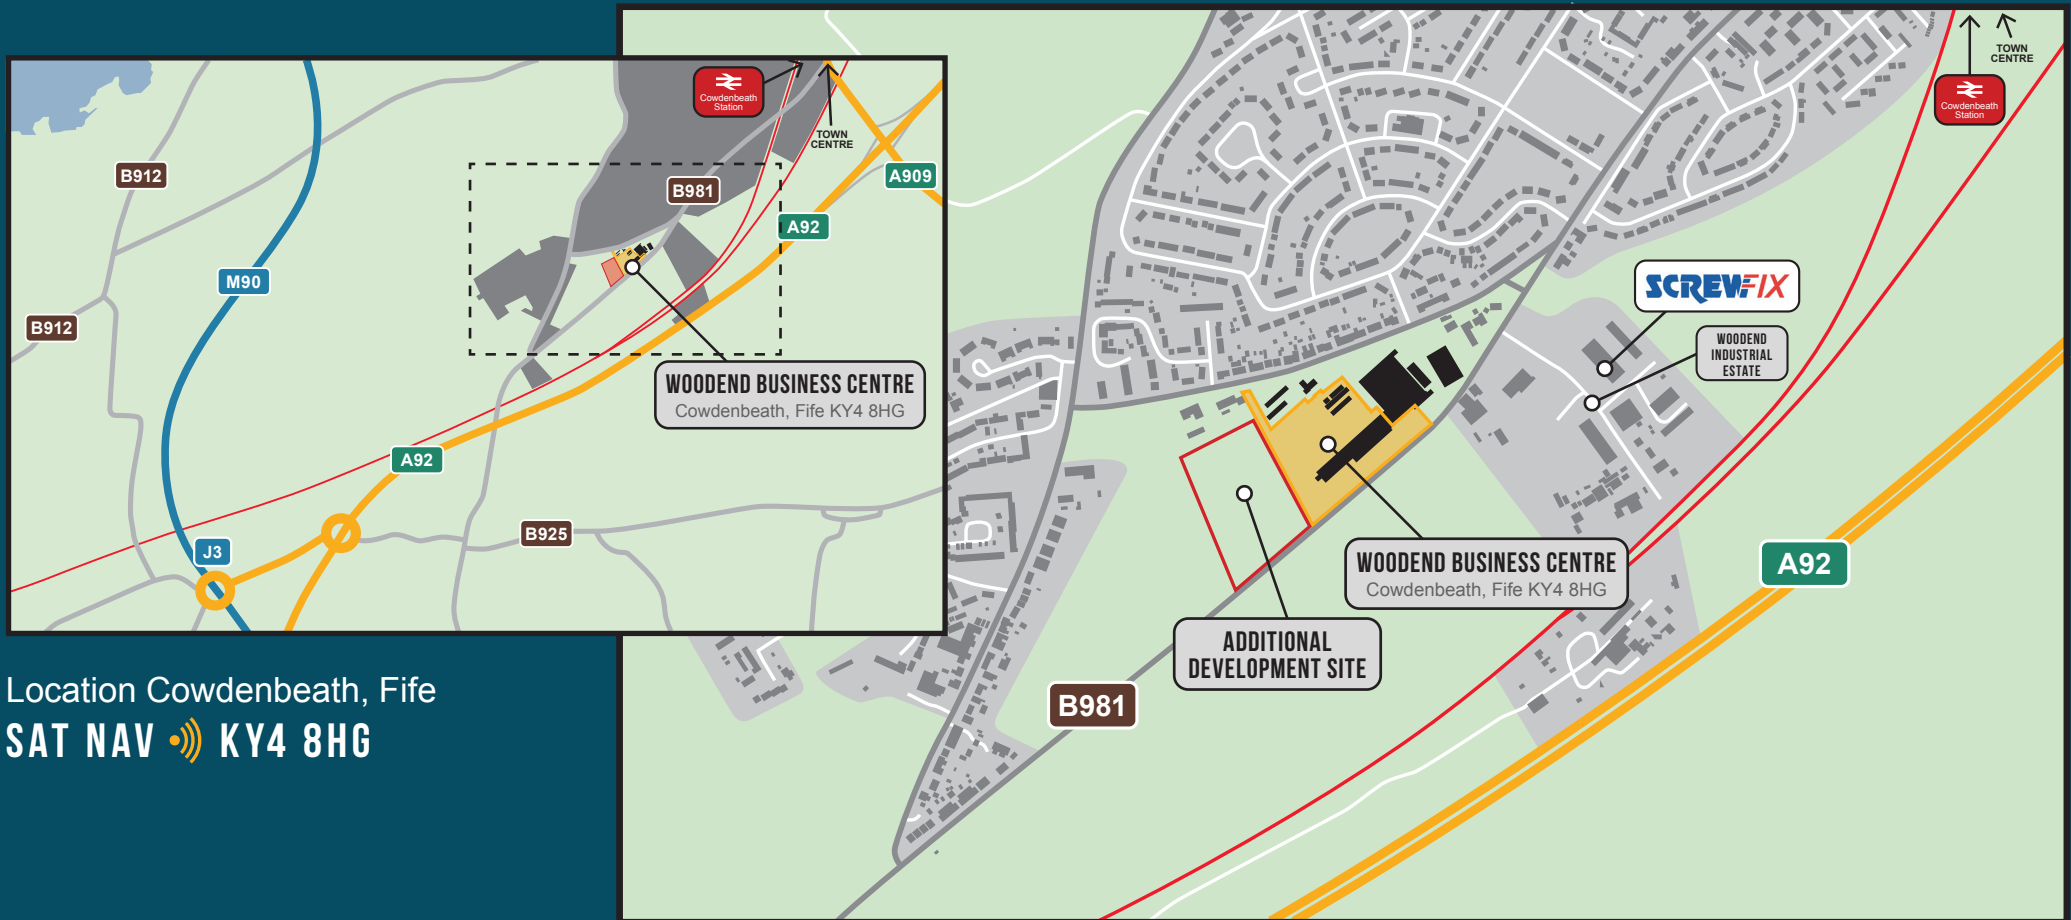 Cowdenbeath
Station
TOWN
CENTRE
B912
B981
A909
A92
M90
B912
WOODEND BUSINESS CENTRE
Cowdenbeath, Fife KY4 8HG
A92
B925
J3
TOWN
CENTRE
Cowdenbeath
Station
SCREWFIX
WOODEND
INDUSTRIAL
ESTATE
WOODEND BUSINESS CENTRE
Cowdenbeath, Fife KY4 8HG
A92
ADDITIONAL
DEVELOPMENT SITE
B981
Location Cowdenbeath, Fife
SAT NAV KY4 8HG